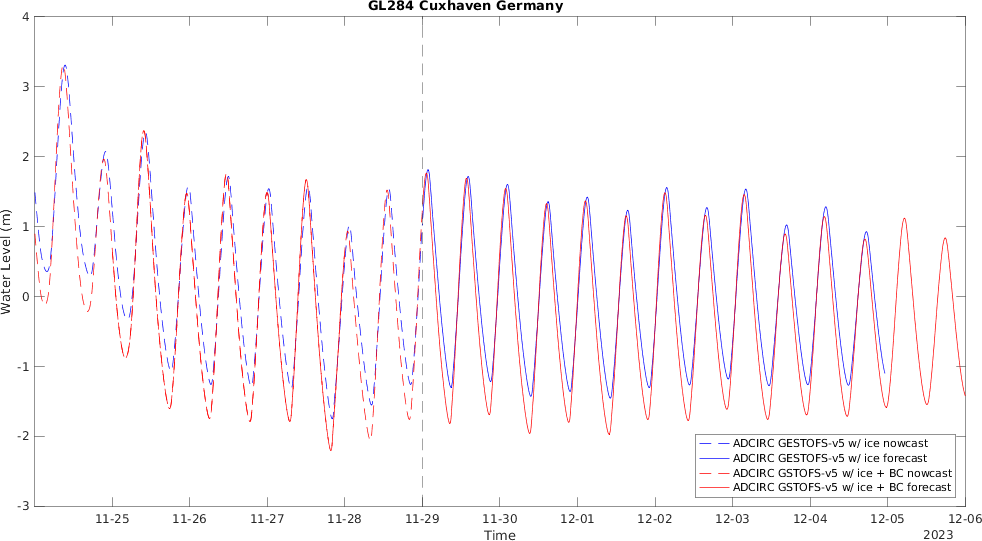 GL284 Cuxhaven Germany
4
3
2
1
0
-1
-2
-3
Water Level (m)
11-25 11-26 11-27 11-28 11-29 11-30 12-01 12-02 12-03 12-04 12-05 12-06
Time
2023
ADCIRC GESTOFS-v5 w/ ice nowcast
ADCIRC GESTOFS-v5 w/ ice forecast
ADCIRC GSTOFS-v5 w/ ice + BC nowcast
ADCIRC GSTOFS-v5 w/ ice + BC forecast